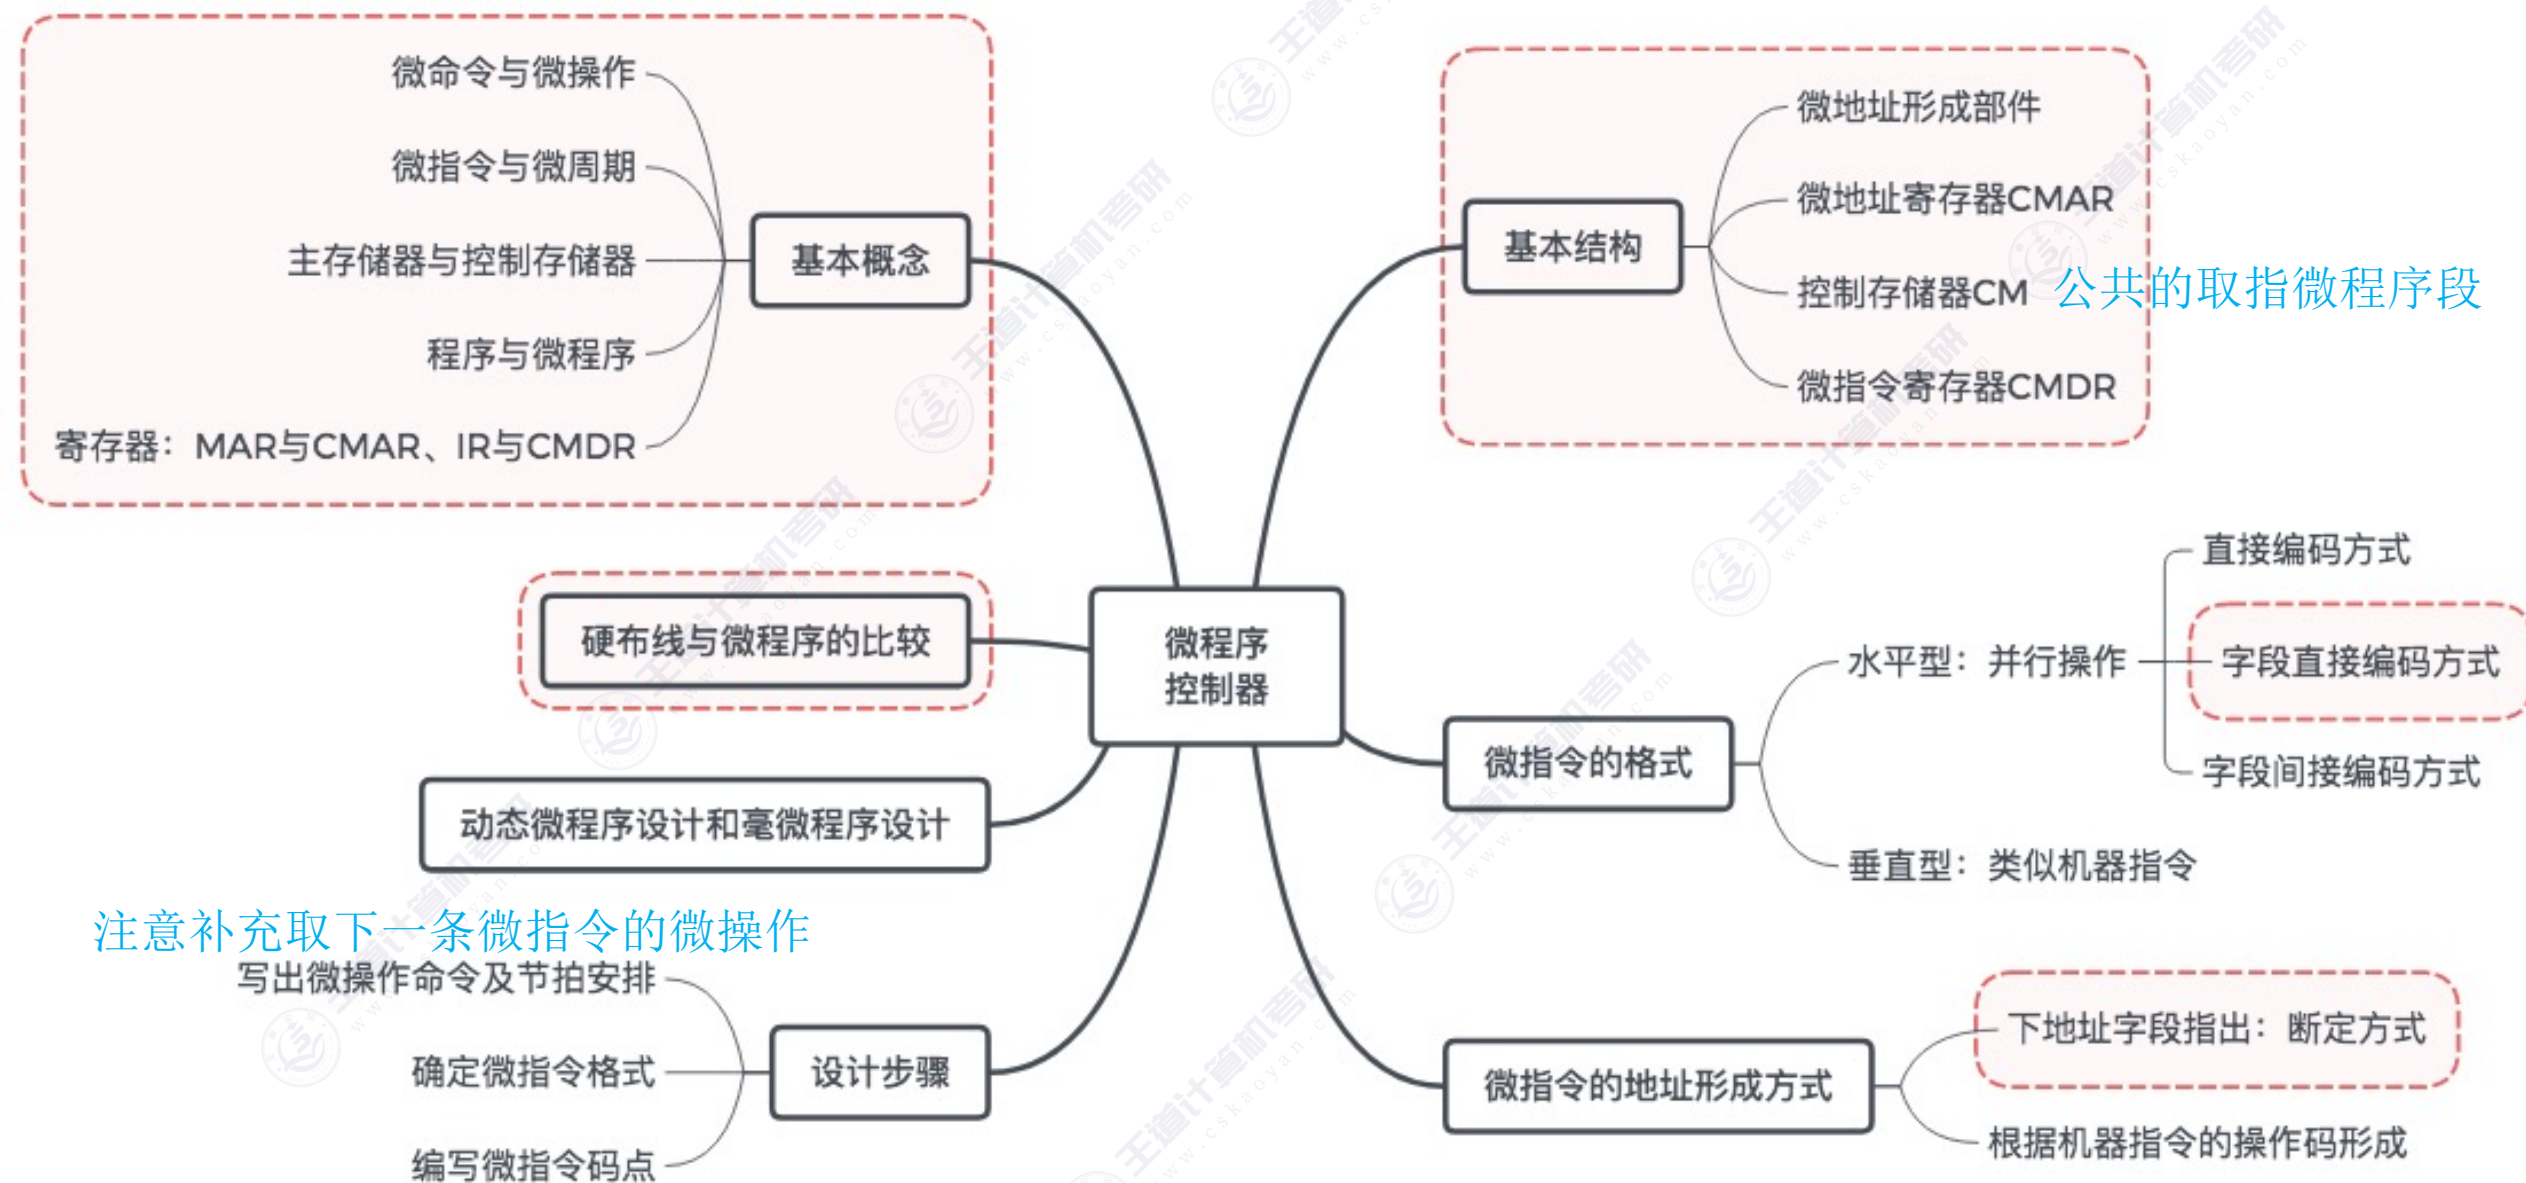 微命令与微操作
微指令与微周期
主存储器与控制存储器
程序与微程序
寄存器：MAR与CMAR、IR与CMDR
基本概念
硬布线与微程序的比较
动态微程序设计和毫微程序设计
注意补充取下一条微指令的微操作
写出微操作命令及节拍安排
确定微指令格式
编写微指令码点
设计步骤
微程序
控制器
基本结构
微地址形成部件
微地址寄存器CMAR
控制存储器CM
公共的取指微程序段
微指令寄存器CMDR
微指令的格式
水平型：并行操作
直接编码方式
字段直接编码方式
字段间接编码方式
垂直型：类似机器指令
微指令的地址形成方式
下地址字段指出：断定方式
根据机器指令的操作码形成
王道计算机考研
www.cskaoyan.com